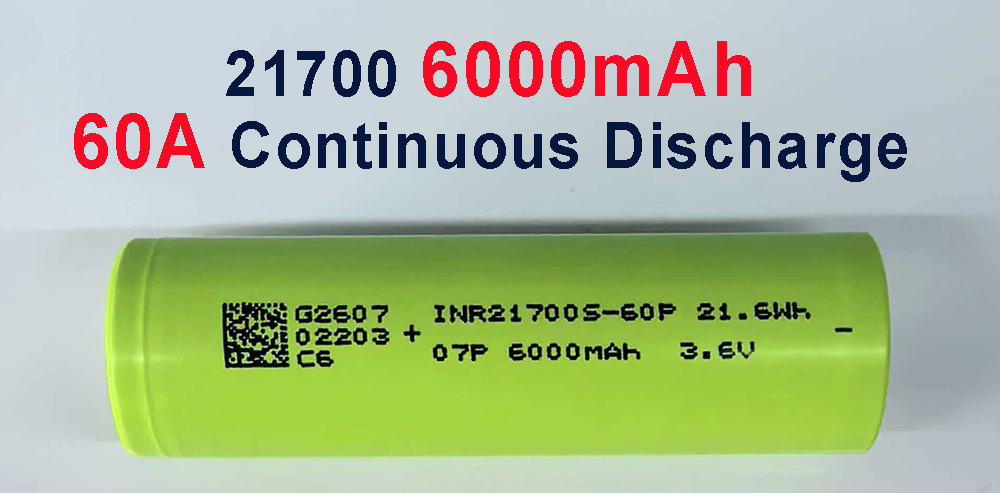 21700 6000mAh
60A Continuous Discharge
G2607
02203
C6
+
INR21700S-60P 21.6Wh
07P 6000mAh 3.6V
-